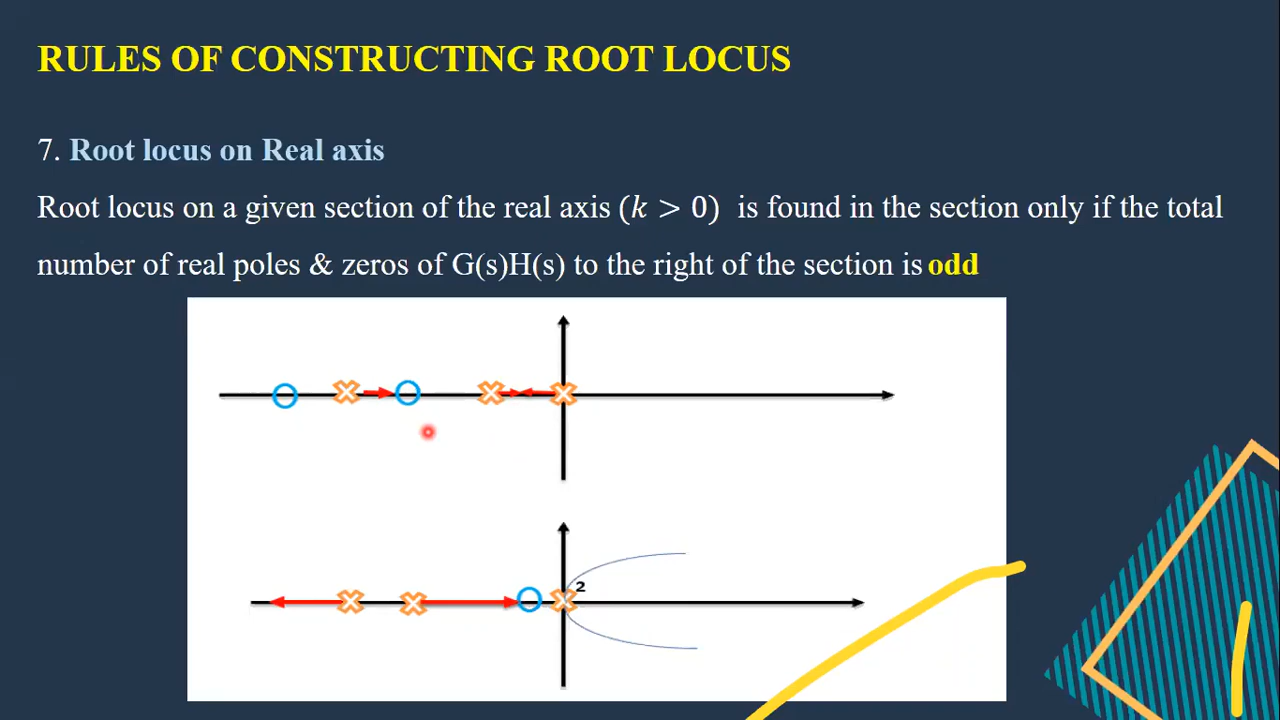 RULES OF CONSTRUCTING ROOT LOCUS
7. Root locus on Real axis
Root locus on a given section of the real axis (k > 0) is found in the section only if the total
number of real poles & zeros of G(s)H(s) to the right of the section is odd
2